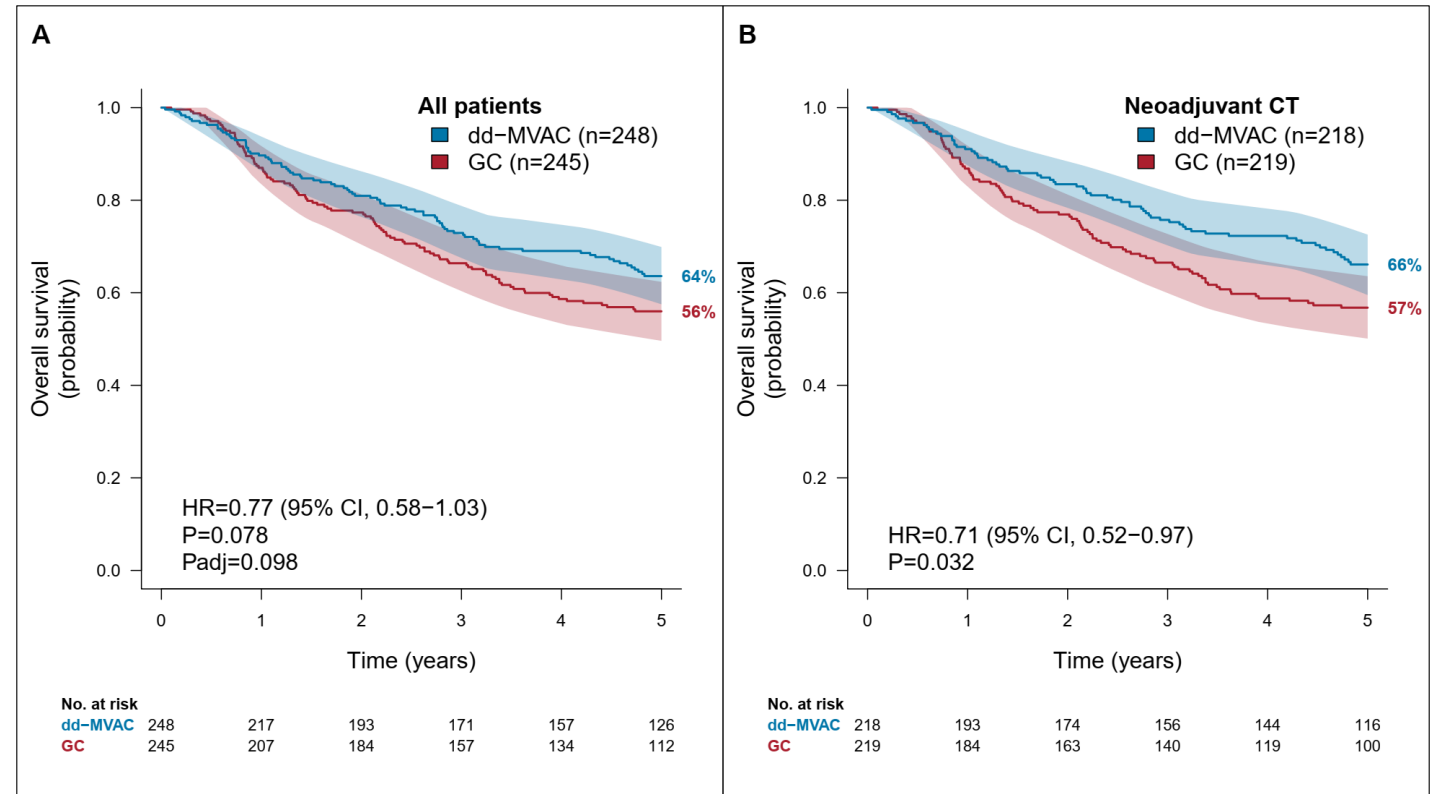 A
All patients
dd−MVAC (n=248)
GC (n=245)
Overall survival
(probability)
1.0
0.8
0.6
0.4
0.2
0.0
64%
56%
HR=0.77 (95% CI, 0.58−1.03)
P=0.078
Padj=0.098
0 1 2 3 4 5
Time (years)
No. at risk
dd−MVAC 248 217 193 171 157 126
GC 245 207 184 157 134 112
B
Neoadjuvant CT
dd−MVAC (n=218)
GC (n=219)
Overall survival
(probability)
1.0
0.8
0.6
0.4
0.2
0.0
66%
57%
HR=0.71 (95% CI, 0.52−0.97)
P=0.032
0 1 2 3 4 5
Time (years)
No. at risk
dd−MVAC 218 193 174 156 144 116
GC 219 184 163 140 119 100